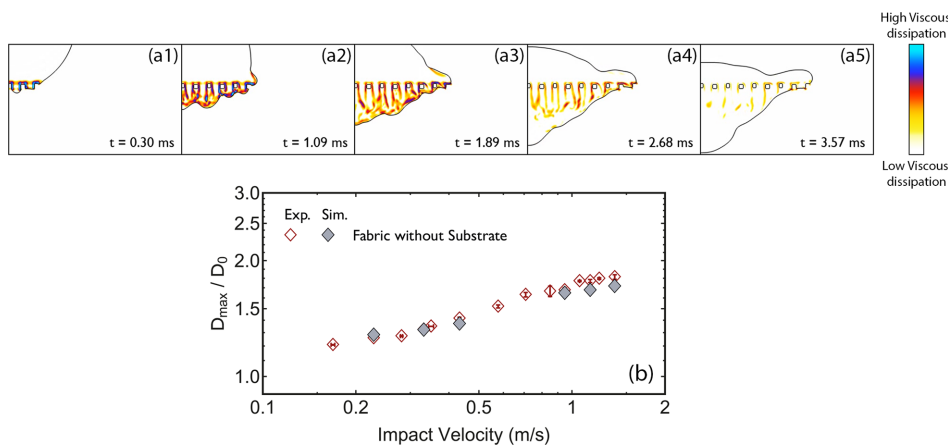 High Viscous
dissipation
(a1)
(a2)
(a3)
(a4)
(a5)
t = 0.30 ms
t = 1.09 ms
t = 1.89 ms
t = 2.68 ms
t = 3.57 ms
Low Viscous
dissipation
3.0
2.5
2.0
1.5
1.0
Dmax / D0
Exp. Sim.
Fabric without Substrate
(b)
0.1 0.2 0.5 1 2
Impact Velocity (m/s)